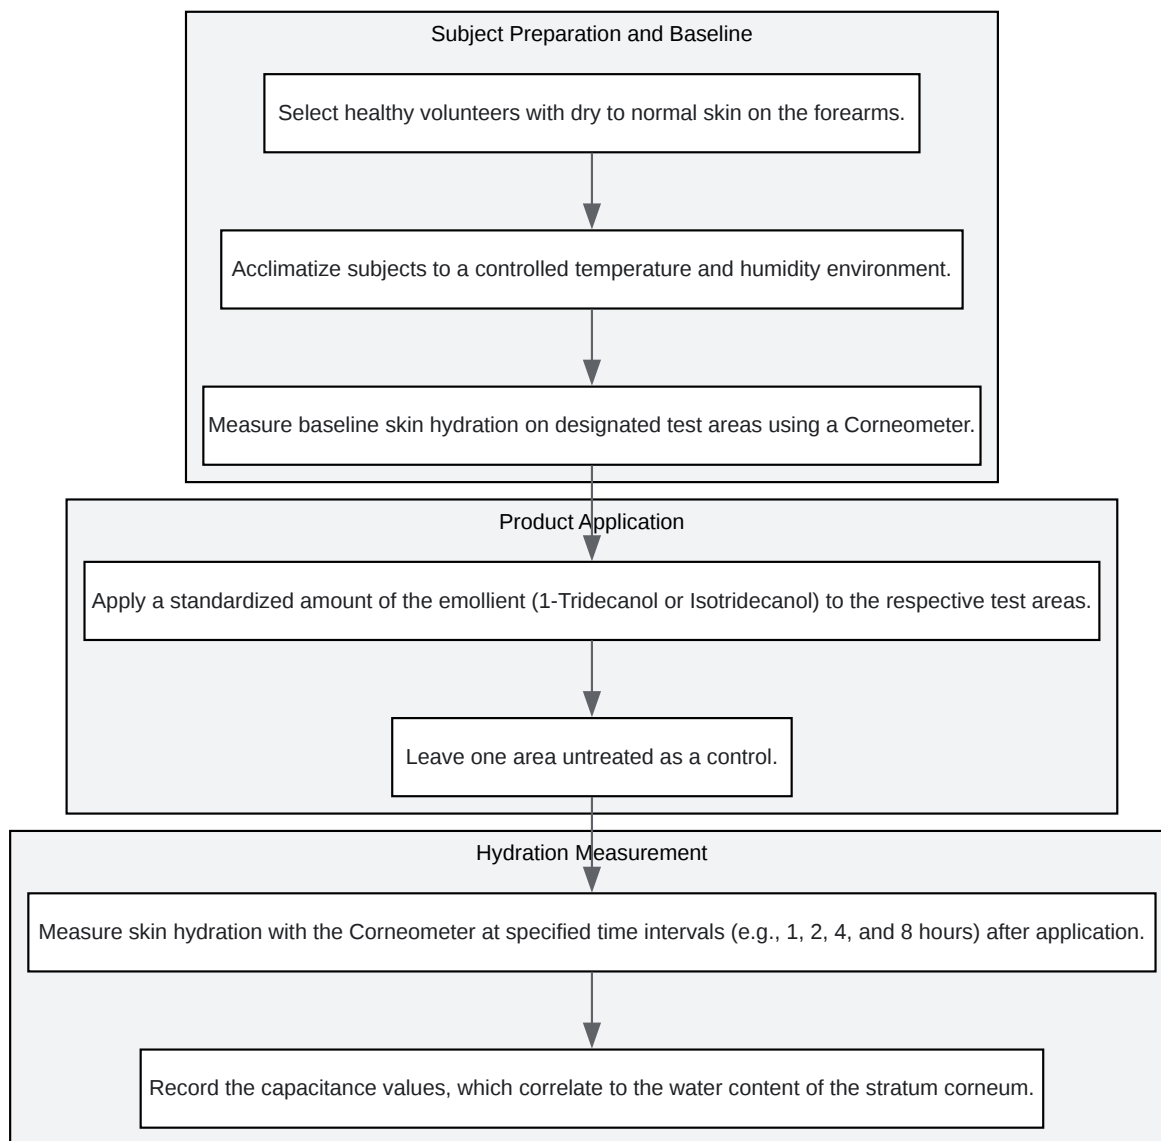 Subject Preparation and Baseline
Select healthy volunteers with dry to normal skin on the forearms.
Acclimatize subjects to a controlled temperature and humidity environment.
Measure baseline skin hydration on designated test areas using a Corneometer.
Product Application
Apply a standardized amount of the emollient (1-Tridecanol or Isotridecanol) to the respective test areas.
Leave one area untreated as a control.
Hydration Measurement
Measure skin hydration with the Corneometer at specified time intervals (e.g., 1, 2, 4, and 8 hours) after application.
Record the capacitance values, which correlate to the water content of the stratum corneum.